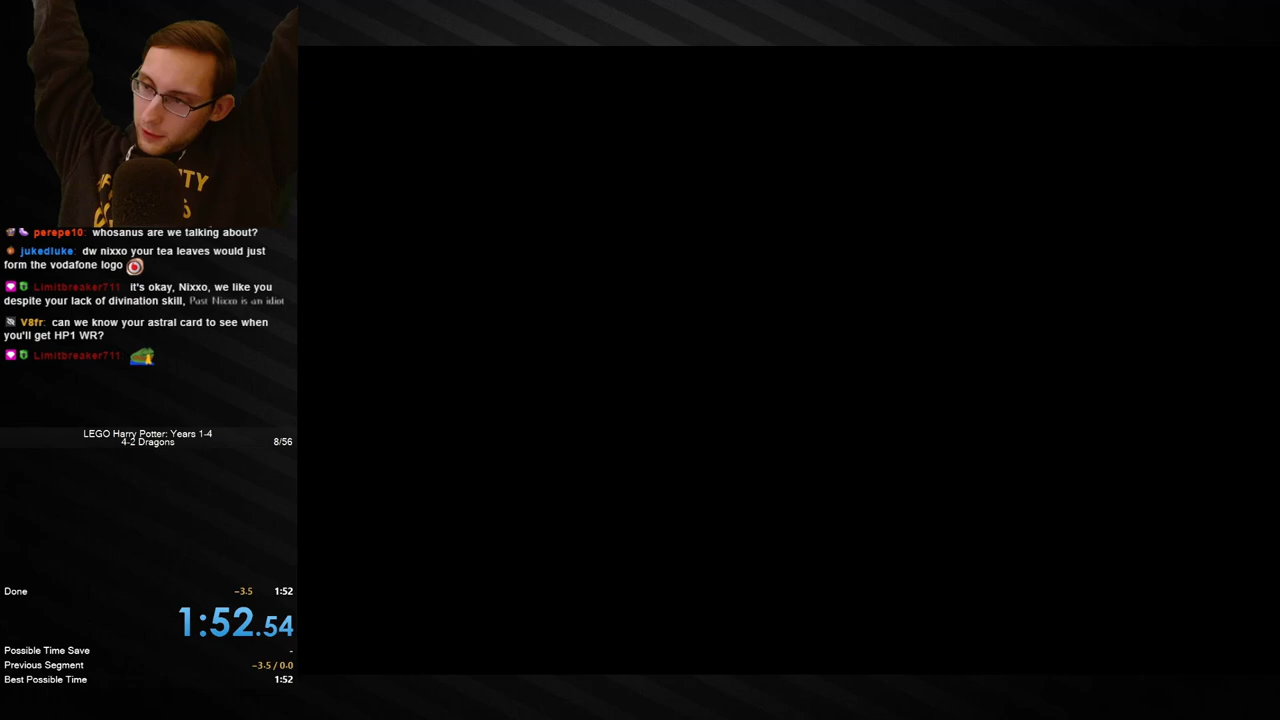 TY
S
perepe10: whosanus are we talking about?
jukedluke: dw nixxo your tea leaves would just
form the vodafone logo
Limitbreaker711: it's okay, Nixxo, we like you
despite your lack of divination skill, Past Nixxo is an idiot
V8fr: can we know your astral card to see when
you'll get HP1 WR?
Limitbreaker711:
LEGO Harry Potter: Years 1-4
4-2 Dragons 8/56
Done -3.5 1:52
1:52.54
Possible Time Save -
Previous Segment -3.5 / 0.0
Best Possible Time 1:52